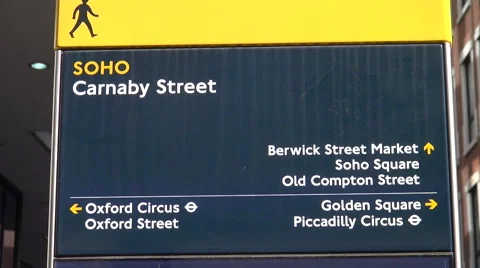 SOHO
Carnaby Street
Berwick Street Market ↑
Soho Square
Old Compton Street
← Oxford Circus
Oxford Street
Golden Square →
Piccadilly Circus